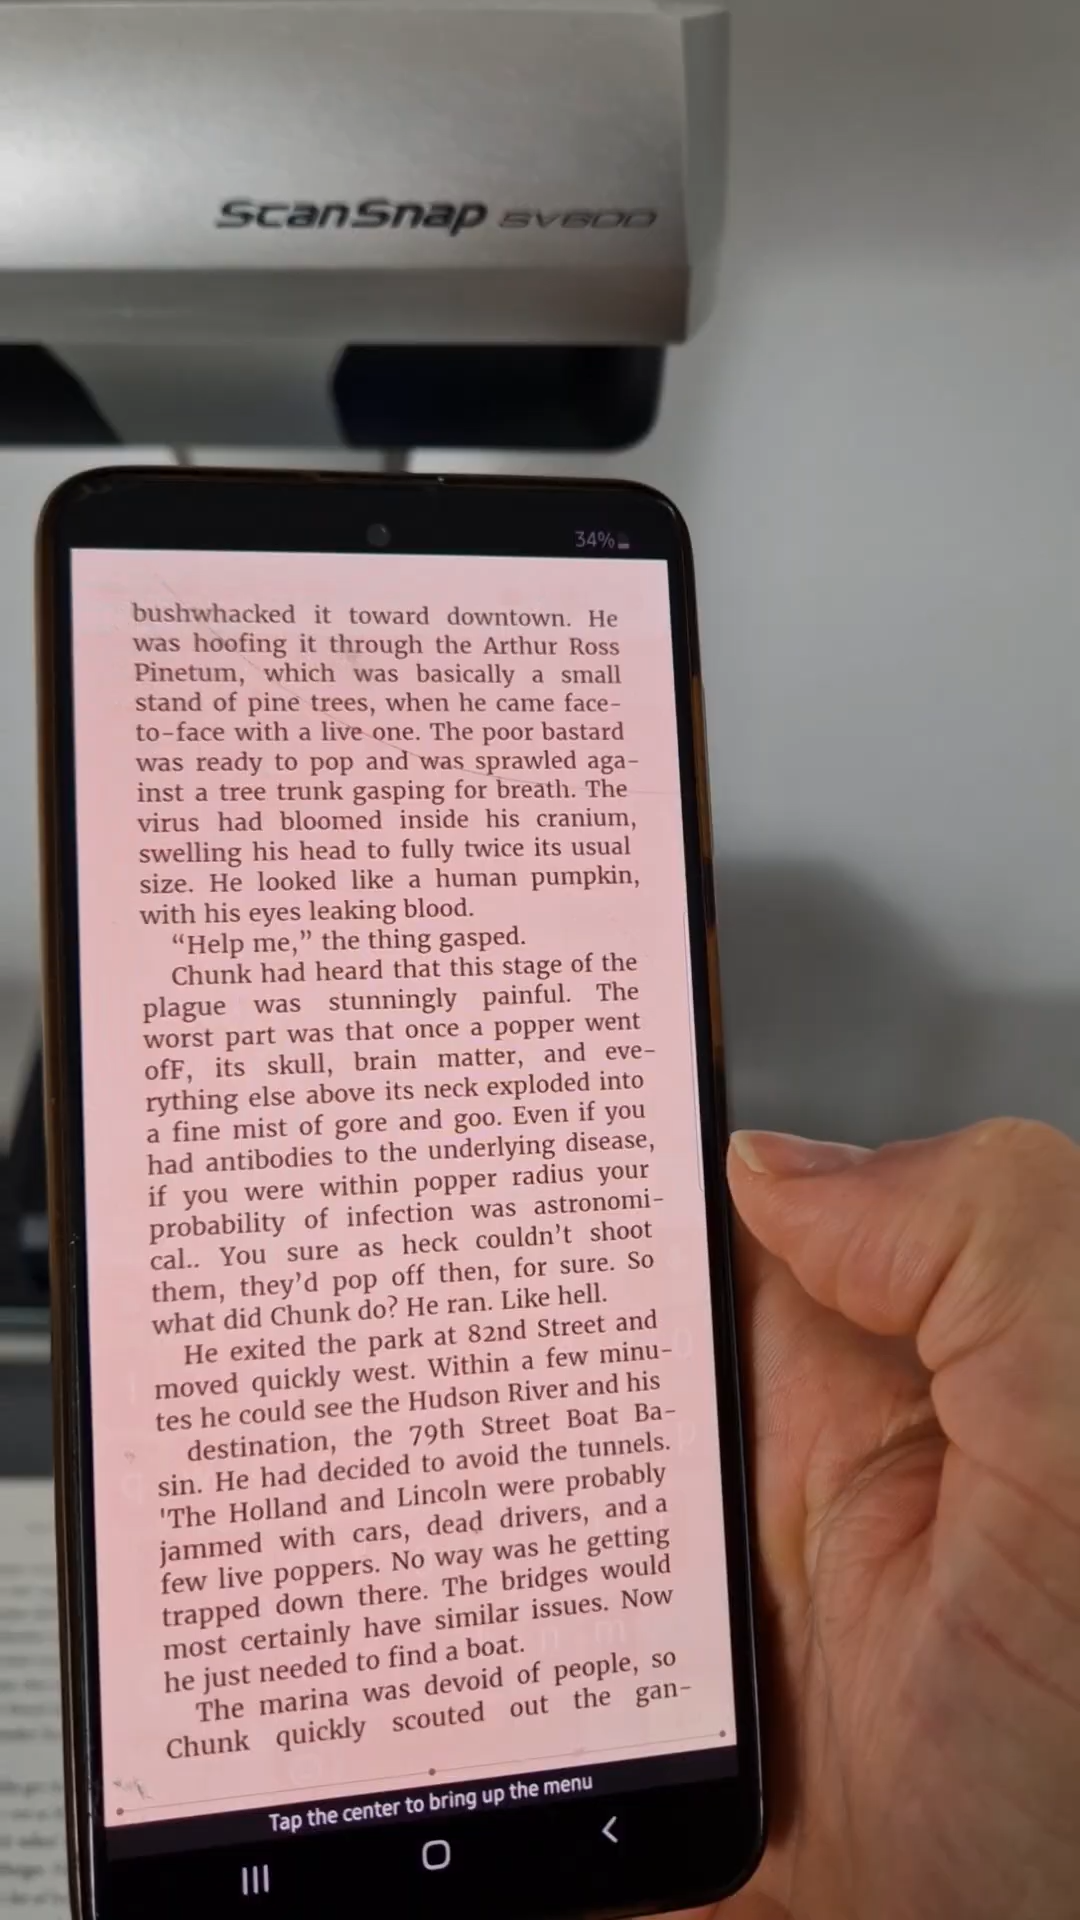 ScanSnap SV600
34%
bushwhacked it toward downtown. He
was hoofing it through the Arthur Ross
Pinetum, which was basically a small
stand of pine trees, when he came face-
to-face with a live one. The poor bastard
was ready to pop and was sprawled aga-
inst a tree trunk gasping for breath. The
virus had bloomed inside his cranium,
swelling his head to fully twice its usual
size. He looked like a human pumpkin,
with his eyes leaking blood.
“Help me,” the thing gasped.
Chunk had heard that this stage of the
plague was stunningly painful. The
worst part was that once a popper went
ofF, its skull, brain matter, and eve-
rything else above its neck exploded into
a fine mist of gore and goo. Even if you
had antibodies to the underlying disease,
if you were within popper radius your
probability of infection was astronomi-
cal.. You sure as heck couldn’t shoot
them, they’d pop off then, for sure. So
what did Chunk do? He ran. Like hell.
He exited the park at 82nd Street and
moved quickly west. Within a few minu-
tes he could see the Hudson River and his
destination, the 79th Street Boat Ba-
sin. He had decided to avoid the tunnels.
'The Holland and Lincoln were probably
jammed with cars, dead drivers, and a
few live poppers. No way was he getting
trapped down there. The bridges would
most certainly have similar issues. Now
he just needed to find a boat.
The marina was devoid of people, so
Chunk quickly scouted out the gan-
Tap the center to bring up the menu